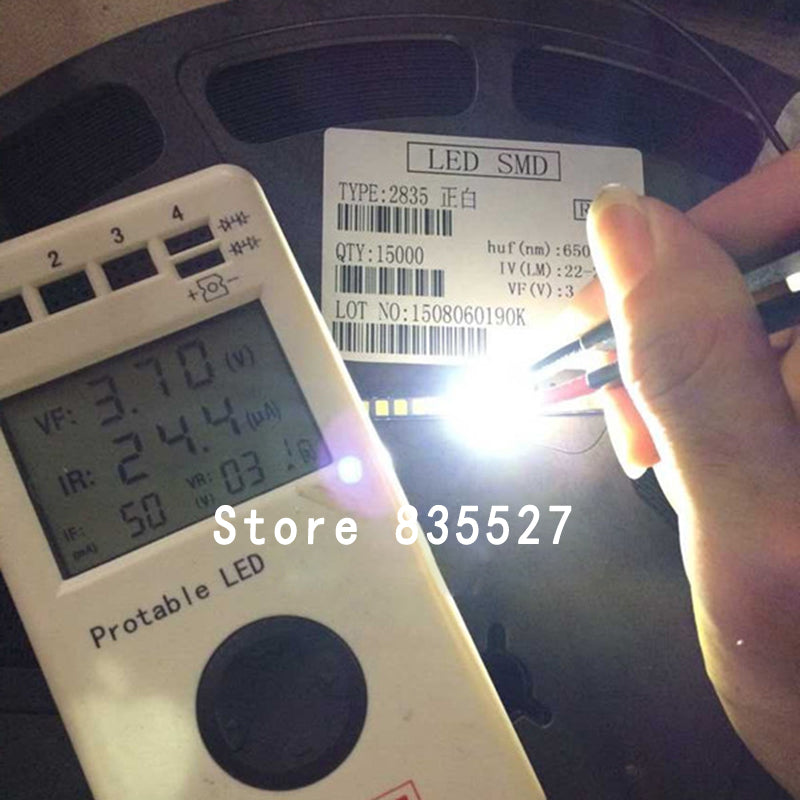 LED SMD
TYPE:2835 正白
QTY:15000
huf(nm):650
IV(LM):22-
VF(V):3
LOT NO:1508060190K
2 3 4
+ -
VF: 3.70 (V)
IR: 24.4 (μA)
IF: (mA) 50 VR: (V) 03 !
Store 835527
Protable LED